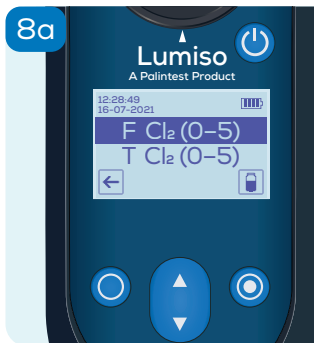 8a
Lumiso
A Palintest Product
12:28:49
16-07-2021
F Cl₂ (0–5)
T Cl₂ (0–5)